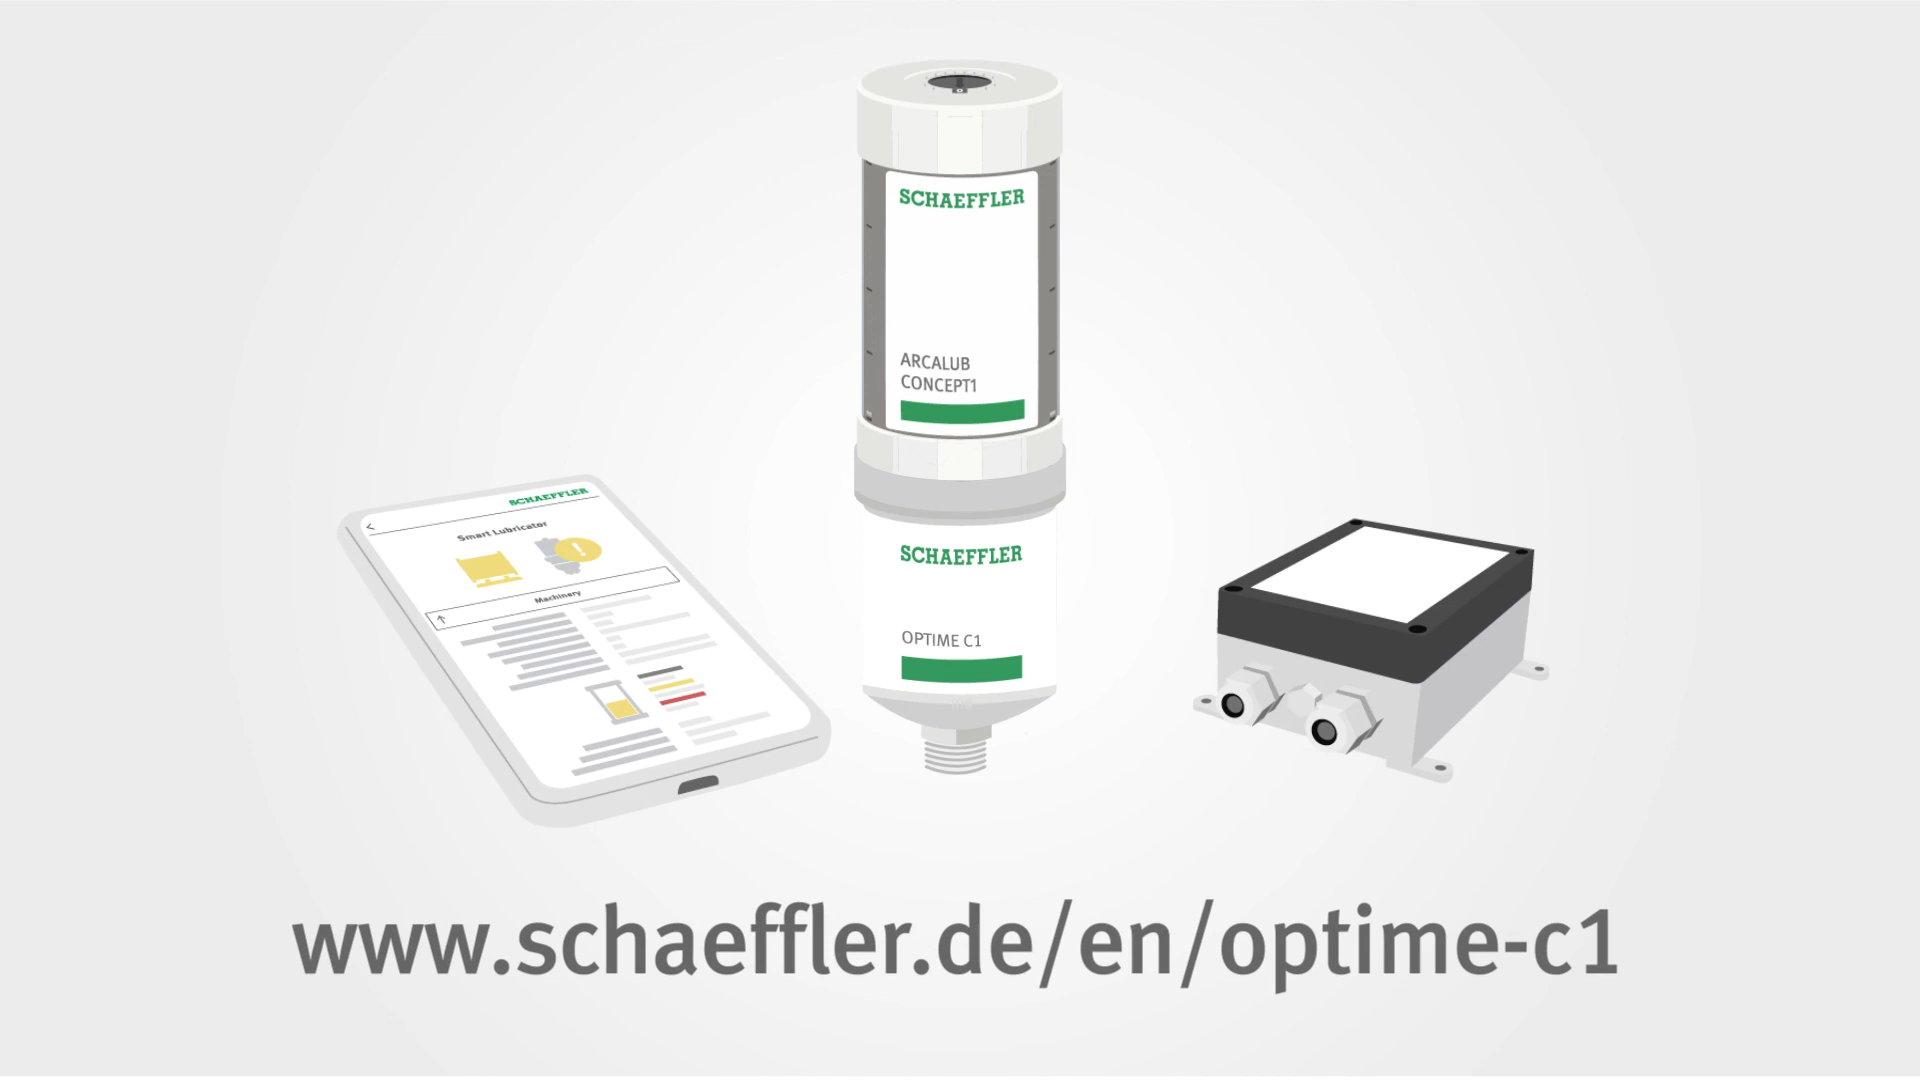 SCHAEFFLER
ARCALUB
CONCEPT1
SCHAEFFLER
OPTIME C1
SCHAEFFLER
Smart Lubricator
!
Machinery
www.schaeffler.de/en/optime-c1